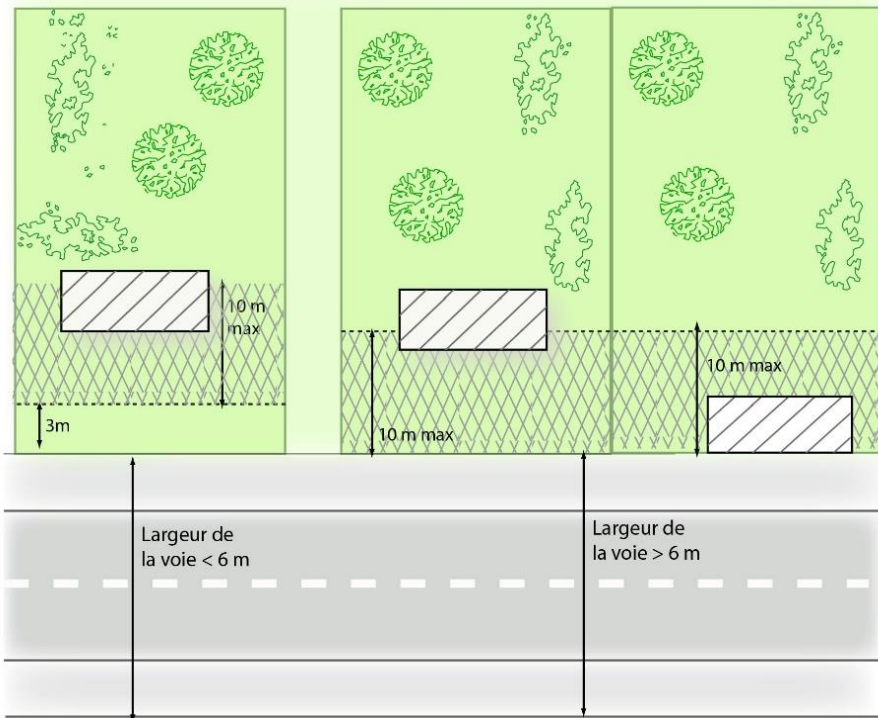 10 m
max
3m
10 m max
10 m max
Largeur de
la voie < 6 m
Largeur de
la voie > 6 m